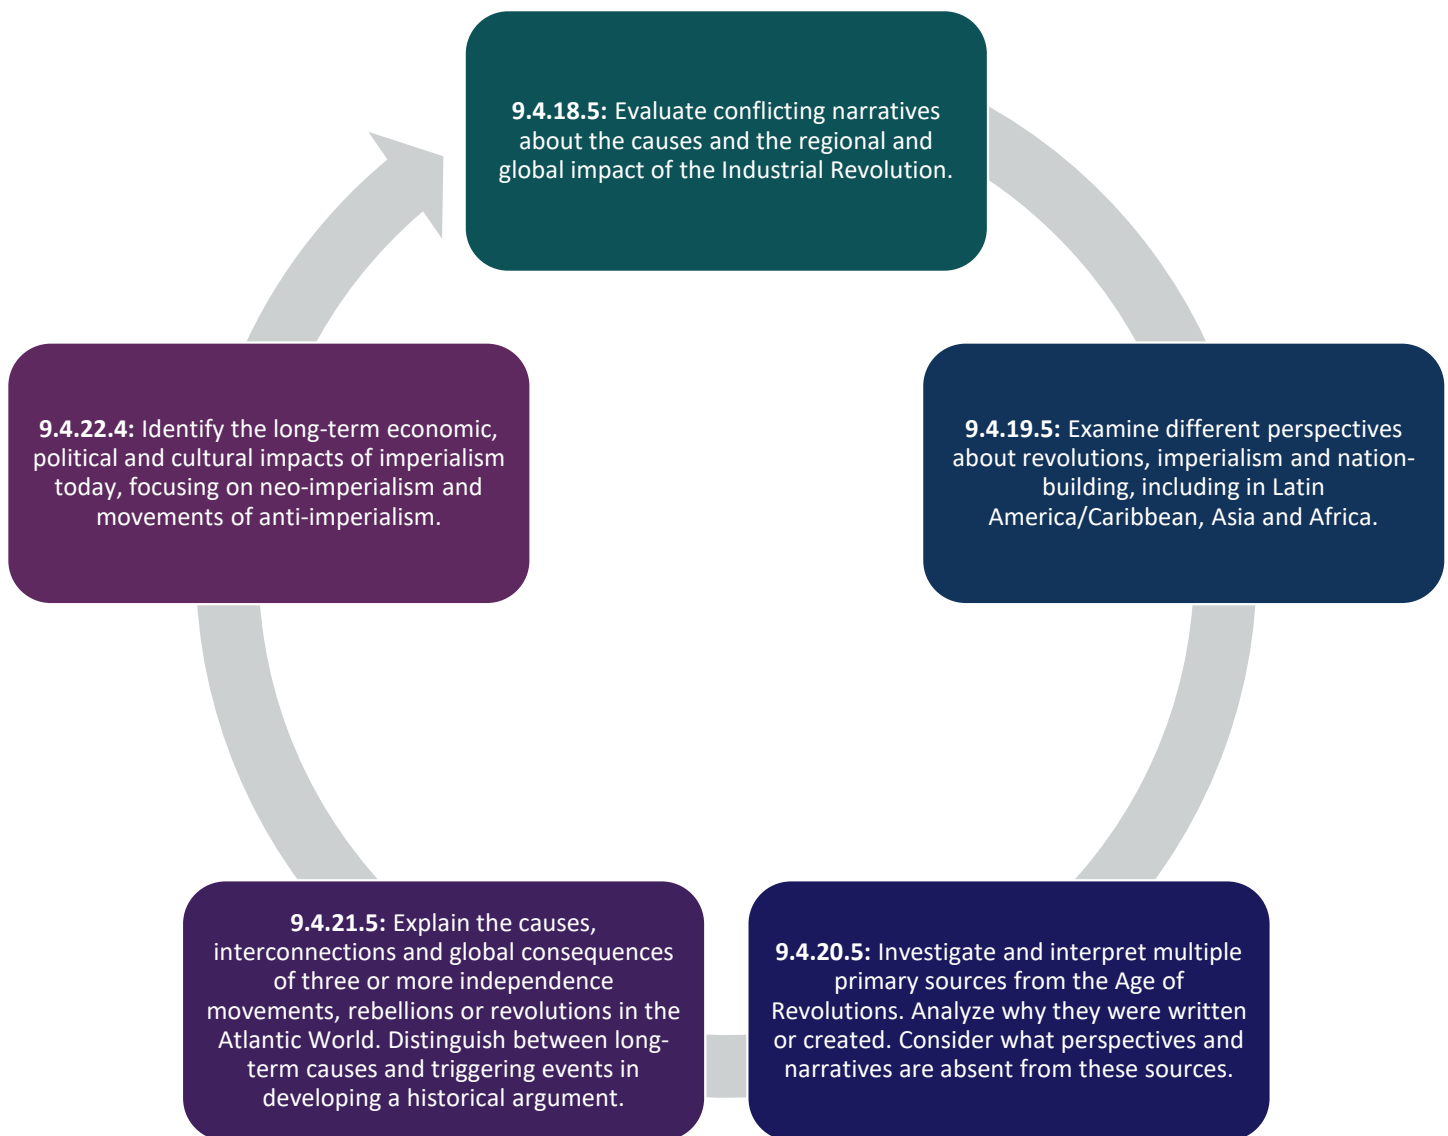 9.4.18.5: Evaluate conflicting narratives
about the causes and the regional and
global impact of the Industrial Revolution.
9.4.19.5: Examine different perspectives
about revolutions, imperialism and nation-
building, including in Latin
America/Caribbean, Asia and Africa.
9.4.20.5: Investigate and interpret multiple
primary sources from the Age of
Revolutions. Analyze why they were written
or created. Consider what perspectives and
narratives are absent from these sources.
9.4.21.5: Explain the causes,
interconnections and global consequences
of three or more independence
movements, rebellions or revolutions in the
Atlantic World. Distinguish between long-
term causes and triggering events in
developing a historical argument.
9.4.22.4: Identify the long-term economic,
political and cultural impacts of imperialism
today, focusing on neo-imperialism and
movements of anti-imperialism.